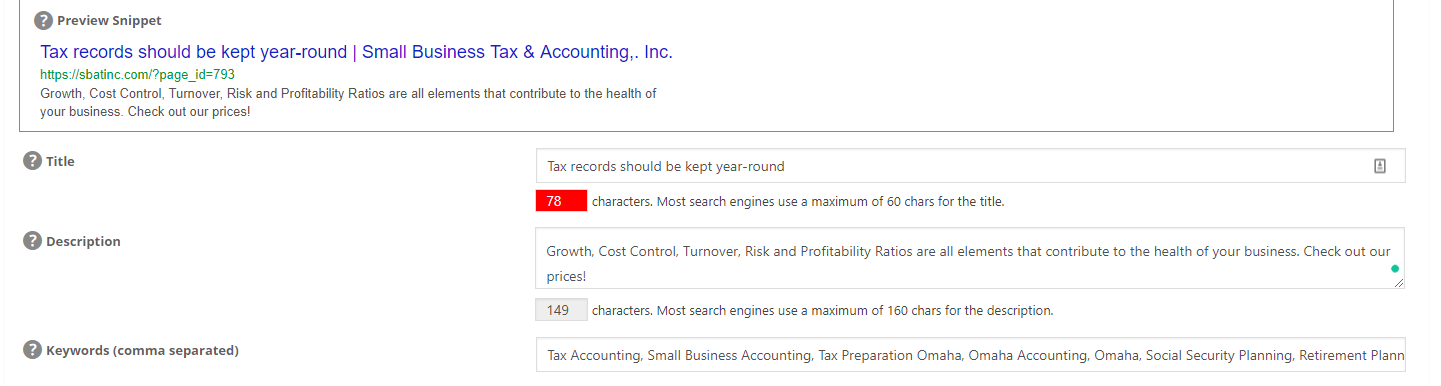 Preview Snippet
Tax records should be kept year-round | Small Business Tax & Accounting,. Inc.
https://sbatinc.com/?page_id=793
Growth, Cost Control, Turnover, Risk and Profitability Ratios are all elements that contribute to the health of
your business. Check out our prices!
Title
Tax records should be kept year-round
78 characters. Most search engines use a maximum of 60 chars for the title.
Description
Growth, Cost Control, Turnover, Risk and Profitability Ratios are all elements that contribute to the health of your business. Check out our
prices!
149 characters. Most search engines use a maximum of 160 chars for the description.
Keywords (comma separated)
Tax Accounting, Small Business Accounting, Tax Preparation Omaha, Omaha Accounting, Omaha, Social Security Planning, Retirement Plann